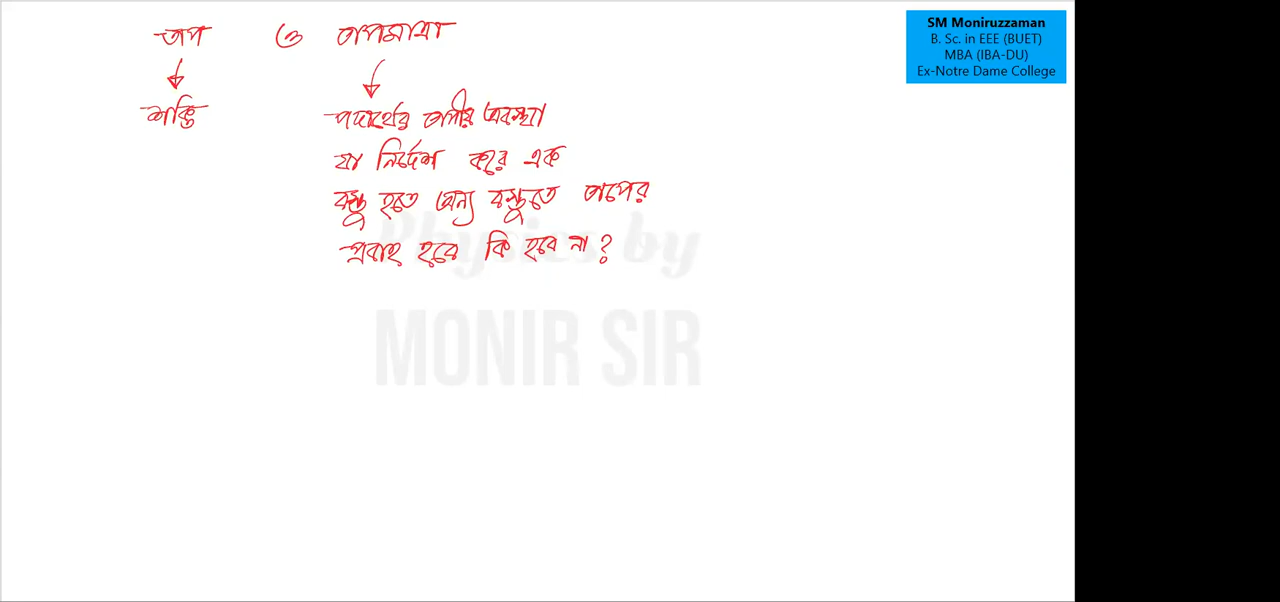 তাপ ও তাপমাত্রা
শক্তি
পদার্থের তাপীয় অবস্থা
যা নির্দেশ করে এক
বস্তু হতে অন্য বস্তুতে তাপের
প্রবাহ হবে কি হবে না?
SM Moniruzzaman
B. Sc. in EEE (BUET)
MBA (IBA-DU)
Ex-Notre Dame College
Physics by
MONIR SIR